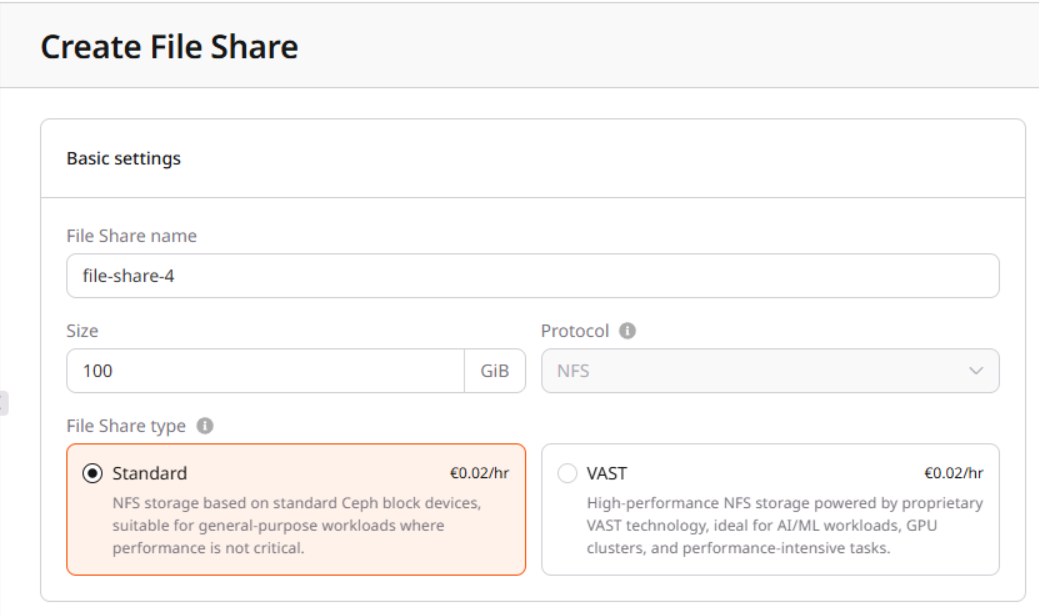 Create File Share
Basic settings
File Share name
file-share-4
Size
Protocol
100
GiB
NFS
File Share type
Standard
€0.02/hr
NFS storage based on standard Ceph block devices,
suitable for general-purpose workloads where
performance is not critical.
VAST
€0.02/hr
High-performance NFS storage powered by proprietary
VAST technology, ideal for AI/ML workloads, GPU
clusters, and performance-intensive tasks.